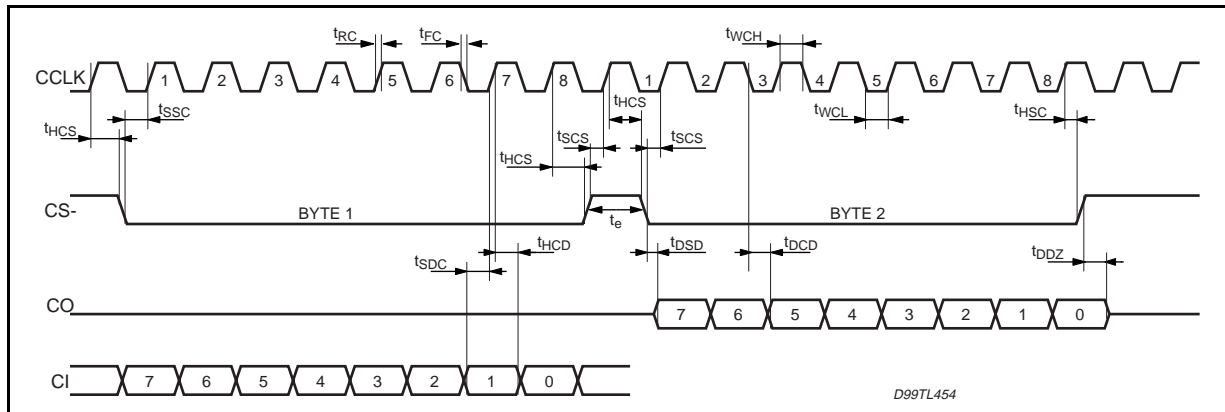 tRC
tFC
tWCH
CCLK
1 2 3 4 5 6 7 8 1 2 3 4 5 6 7 8
tSSC
tHCS
tHCS
tSCS
tHCS
tSCS
tWCL
tHSC
CS-
BYTE 1
te
BYTE 2
tHCD
tSDC
tDSD
tDCD
tDDZ
CO
7 6 5 4 3 2 1 0
CI
7 6 5 4 3 2 1 0
D99TL454